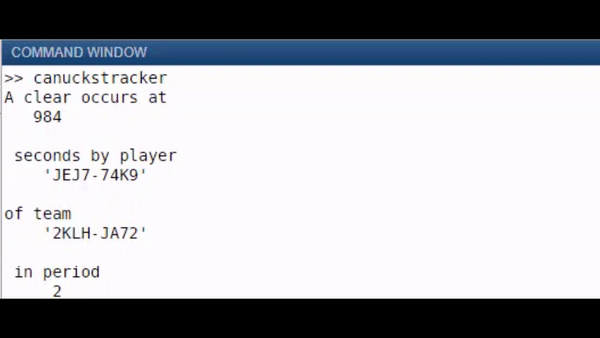 COMMAND WINDOW
>> canuckstracker
A clear occurs at
984
seconds by player
'JEJ7-74K9'
of team
'2KLH-JA72'
in period
2